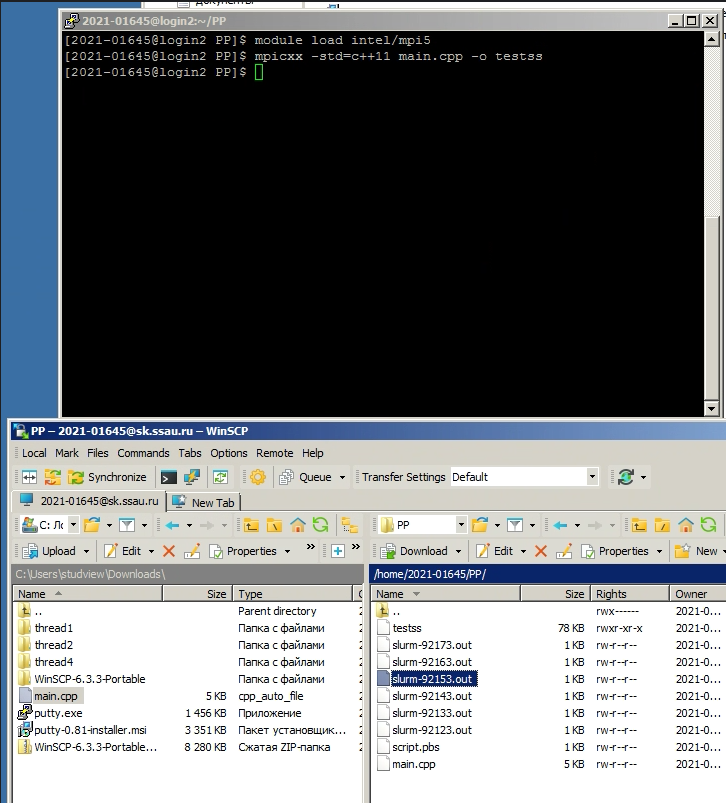 документы
2021-01645@login2:~/PP
[2021-01645@login2 PP]$ module load intel/mpi5
[2021-01645@login2 PP]$ mpicxx -std=c++11 main.cpp -o testss
[2021-01645@login2 PP]$
PP – 2021-01645@sk.ssau.ru – WinSCP
Local Mark Files Commands Tabs Options Remote Help
Synchronize Queue Transfer Settings Default
2021-01645@sk.ssau.ru New Tab
C: Лс PP
Upload Edit Properties » » Download Edit Properties New
C:\Users\studview\Downloads\ /home/2021-01645/PP/
Name Size Type Name Size Rights Owner
.. Parent directory .. rwx------ 2021-0...
thread1 Папка с файлами testss 78 KB rwxr-xr-x 2021-0...
thread2 Папка с файлами slurm-92173.out 1 KB rw-r--r-- 2021-0...
thread4 Папка с файлами slurm-92163.out 1 KB rw-r--r-- 2021-0...
WinSCP-6.3.3-Portable Папка с файлами slurm-92153.out 1 KB rw-r--r-- 2021-0...
main.cpp 5 KB cpp_auto_file slurm-92143.out 1 KB rw-r--r-- 2021-0...
putty.exe 1 456 KB Приложение slurm-92133.out 1 KB rw-r--r-- 2021-0...
putty-0.81-installer.msi 3 351 KB Пакет установщик... slurm-92123.out 1 KB rw-r--r-- 2021-0...
WinSCP-6.3.3-Portable... 8 280 KB Сжатая ZIP-папка script.pbs 1 KB rw-r--r-- 2021-0...
main.cpp 5 KB rw-r--r-- 2021-0...